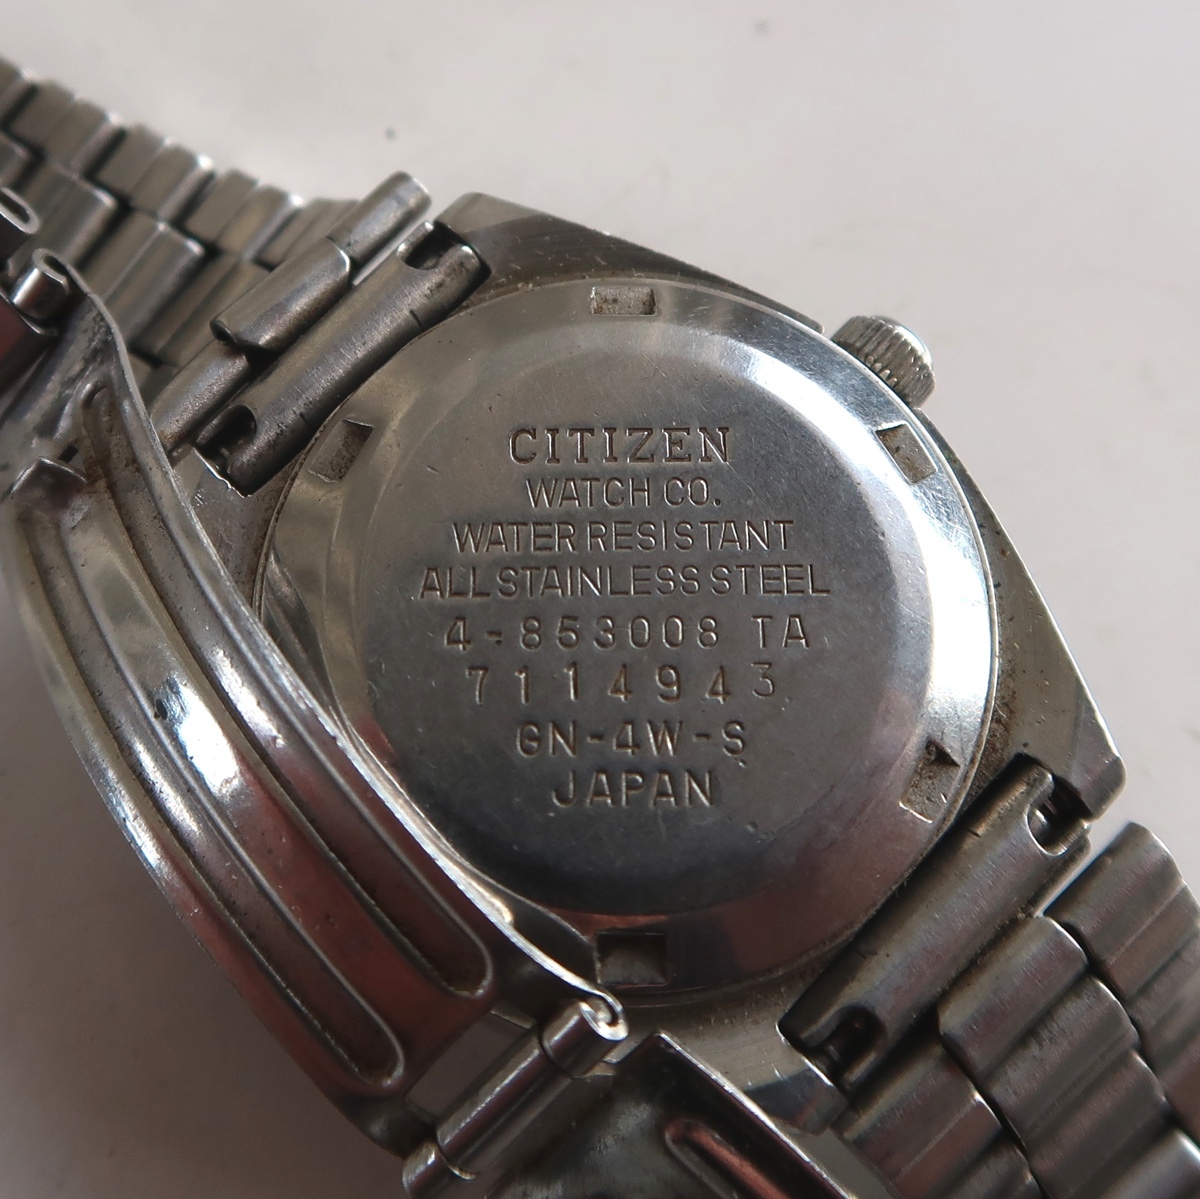 CITIZEN
WATCH CO.
WATER RESISTANT
ALL STAINLESS STEEL
4-853008 TA
7114943
GN-4W-S
JAPAN